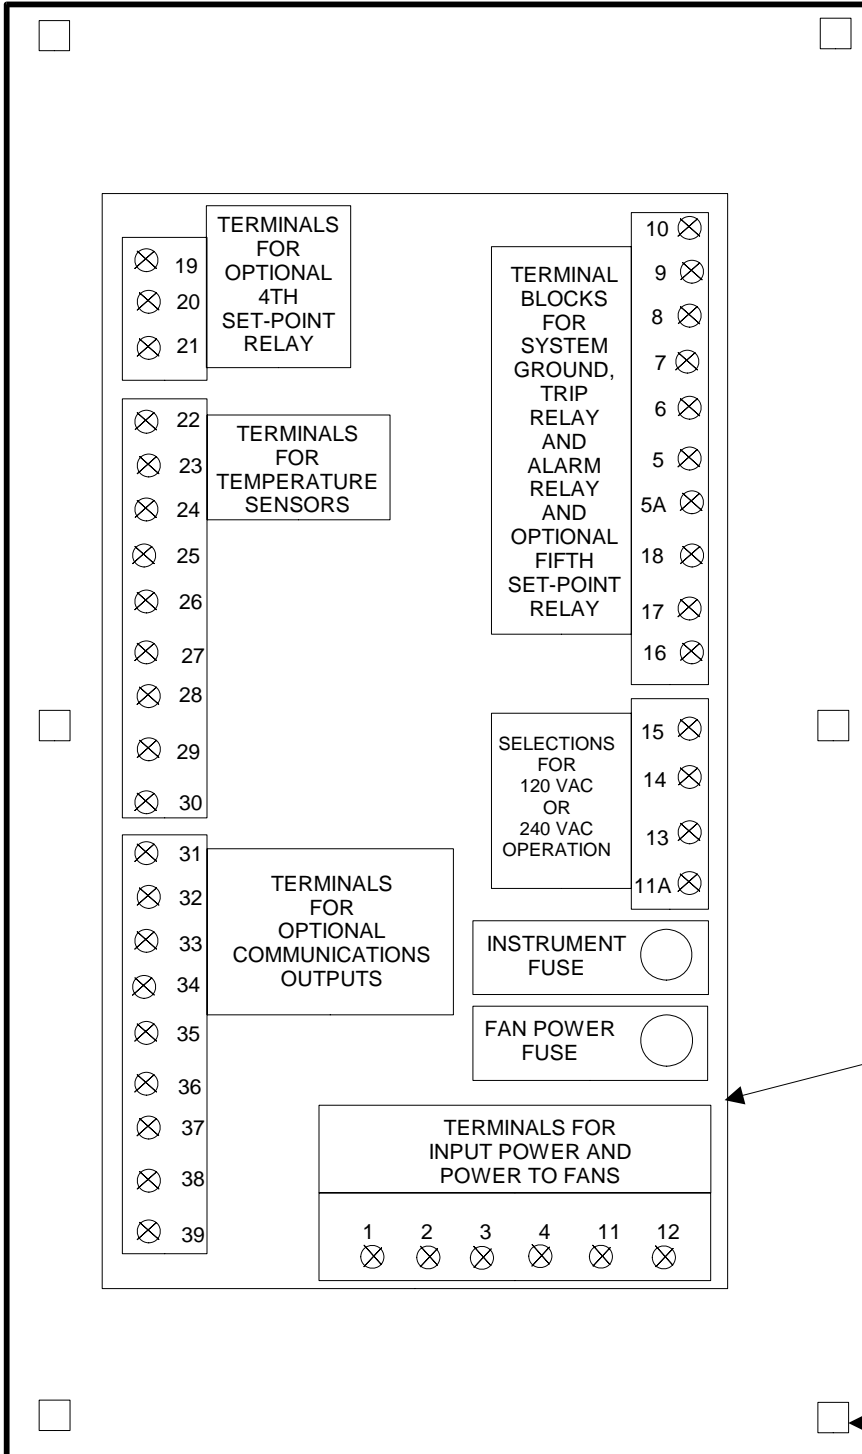 TERMINALS
FOR
OPTIONAL
4TH
SET-POINT
RELAY
19
20
21
22
23
24
25
26
27
28
29
30
TERMINALS
FOR
TEMPERATURE
SENSORS
31
32
33
34
35
36
37
38
39
TERMINALS
FOR
OPTIONAL
COMMUNICATIONS
OUTPUTS
TERMINAL
BLOCKS
FOR
SYSTEM
GROUND,
TRIP
RELAY
AND
ALARM
RELAY
AND
OPTIONAL
FIFTH
SET-POINT
RELAY
10
9
8
7
6
5
5A
18
17
16
SELECTIONS
FOR
120 VAC
OR
240 VAC
OPERATION
15
14
13
11A
INSTRUMENT
FUSE
FAN POWER
FUSE
TERMINALS FOR
INPUT POWER AND
POWER TO FANS
1 2 3 4 11 12